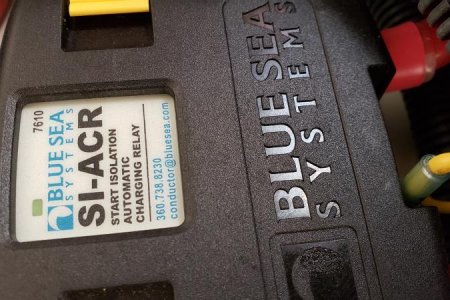 7610
BLUE SEA
SYSTEMS
SI-ACR
START ISOLATION
AUTOMATIC
CHARGING RELAY
360.738.8230
conductor@bluesea.com
BLUE SEA
SYSTEMS